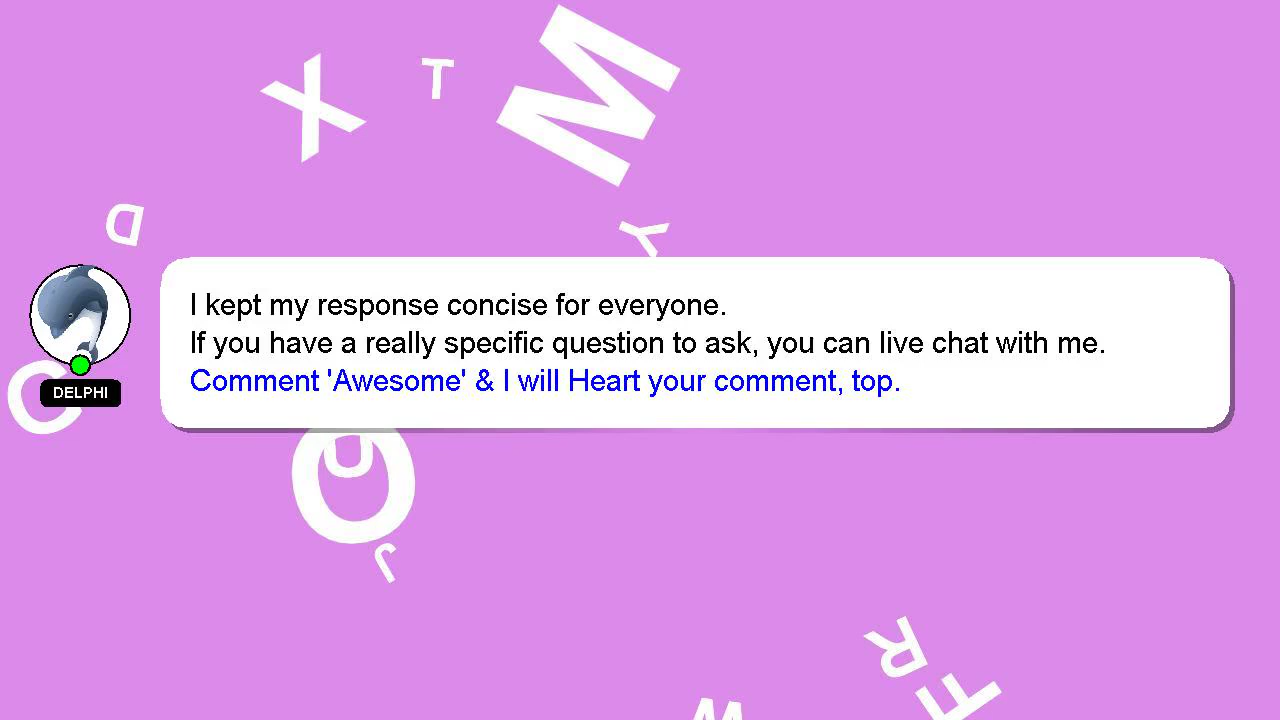 X
T
M
D
Y
I kept my response concise for everyone.
If you have a really specific question to ask, you can live chat with me.
Comment 'Awesome' & I will Heart your comment, top.
DELPHI
C
O
U
J
R
F
W